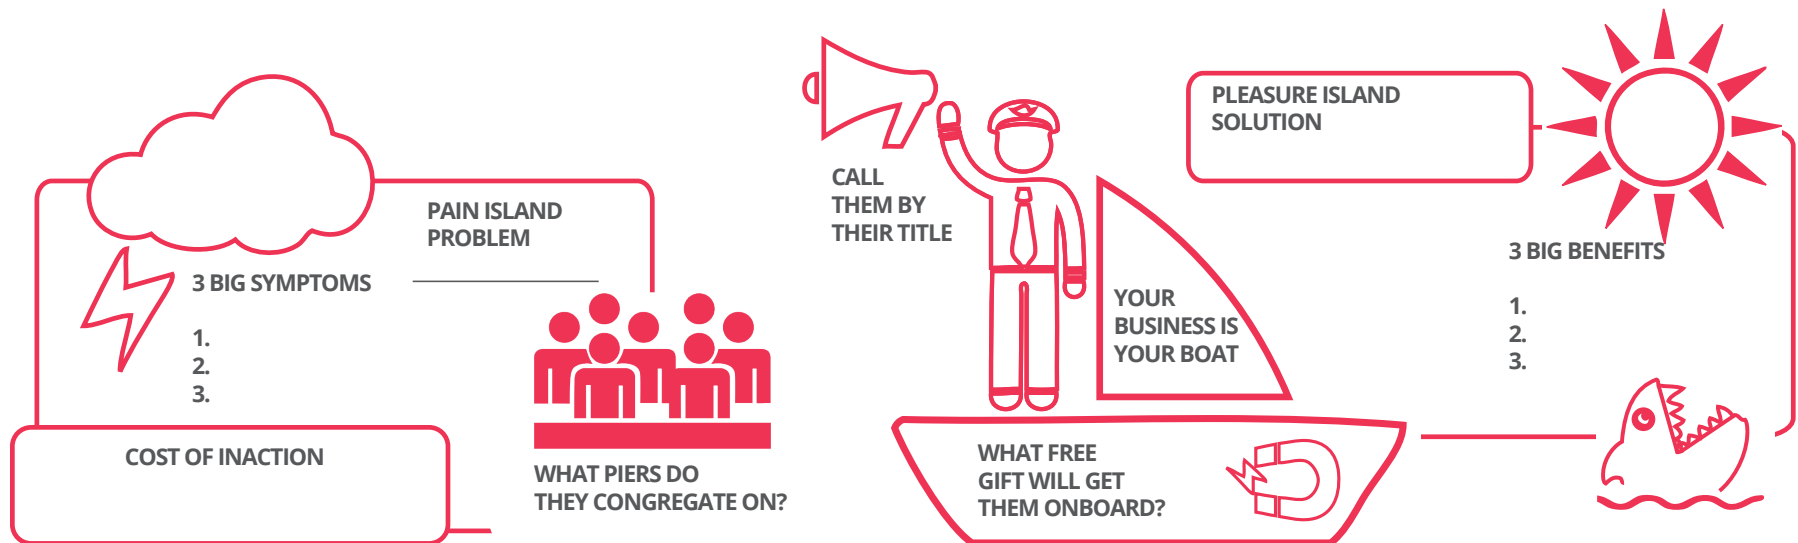 PAIN ISLAND
PROBLEM
3 BIG SYMPTOMS
1.
2.
3.
COST OF INACTION
WHAT PIERS DO
THEY CONGREGATE ON?
CALL
THEM BY
THEIR TITLE
YOUR
BUSINESS IS
YOUR BOAT
WHAT FREE
GIFT WILL GET
THEM ONBOARD?
PLEASURE ISLAND
SOLUTION
3 BIG BENEFITS
1.
2.
3.